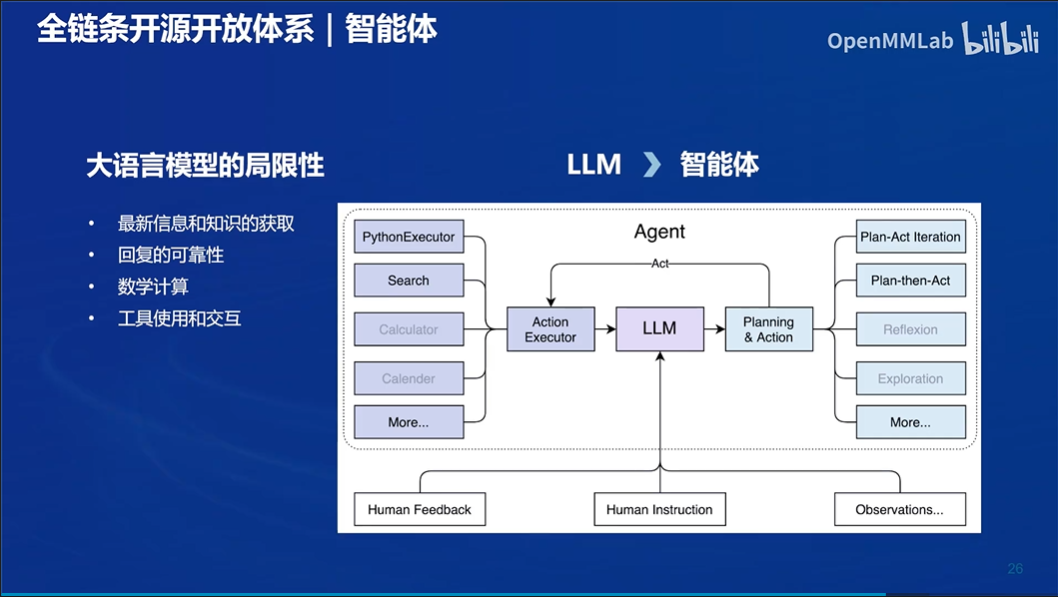 全链条开源开放体系 | 智能体
OpenMMLab bilibili
大语言模型的局限性
• 最新信息和知识的获取
• 回复的可靠性
• 数学计算
• 工具使用和交互
LLM 智能体
Agent
Act
PythonExecutor
Search
Calculator
Calender
More...
Action
Executor
LLM
Planning
& Action
Plan-Act Iteration
Plan-then-Act
Reflexion
Exploration
More...
Human Feedback
Human Instruction
Observations...
26